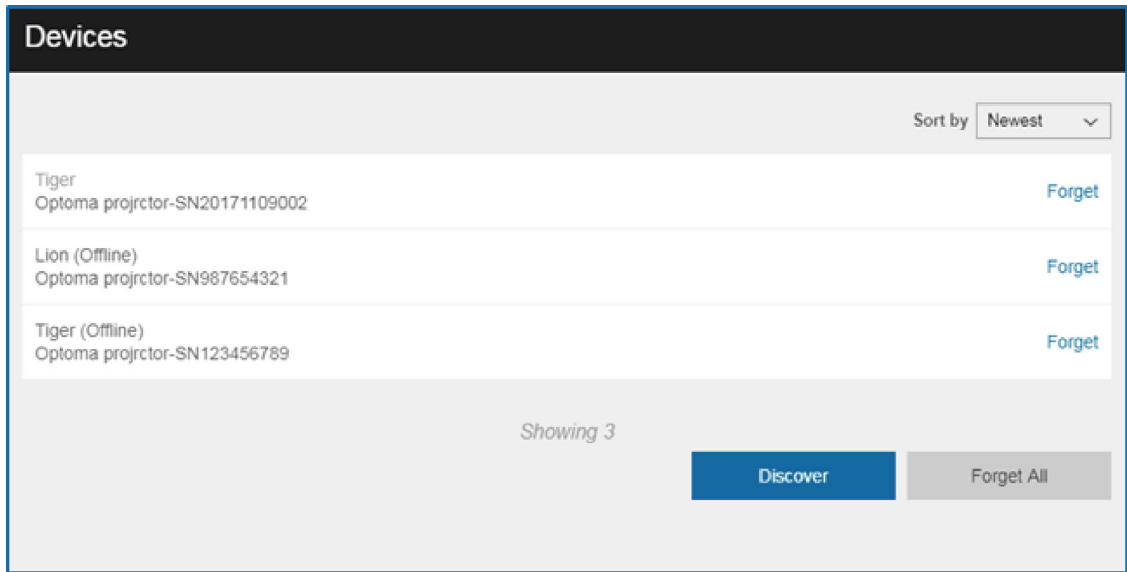 Devices
Sort by Newest
Tiger
Optoma projrctor-SN20171109002
Forget
Lion (Offline)
Optoma projrctor-SN987654321
Forget
Tiger (Offline)
Optoma projrctor-SN123456789
Forget
Showing 3
Discover
Forget All